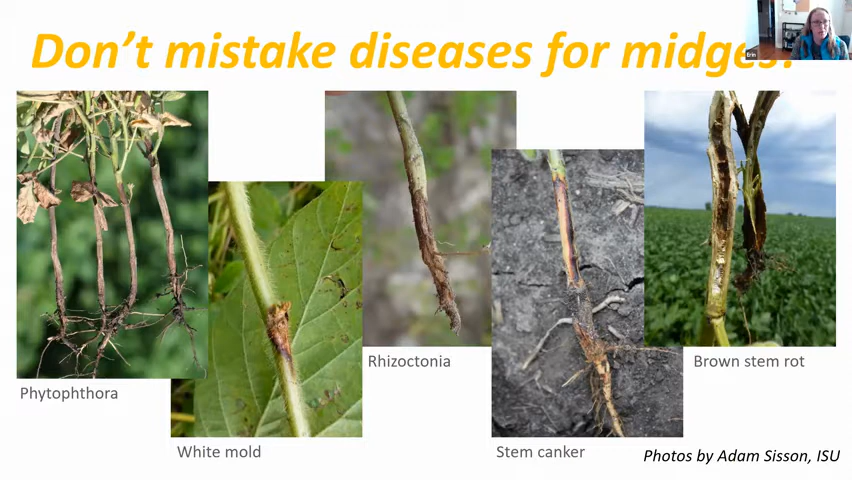 Don't mistake diseases for midges!
Erin
Phytophthora
White mold
Rhizoctonia
Stem canker
Brown stem rot
Photos by Adam Sisson, ISU